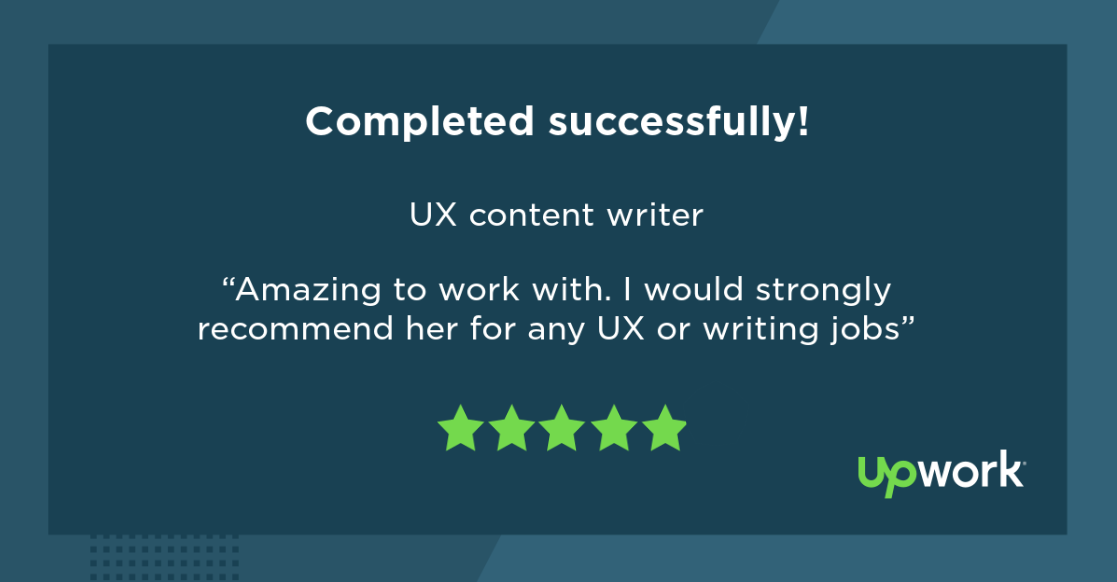 Completed successfully!
UX content writer
“Amazing to work with. I would strongly
recommend her for any UX or writing jobs”
upwork